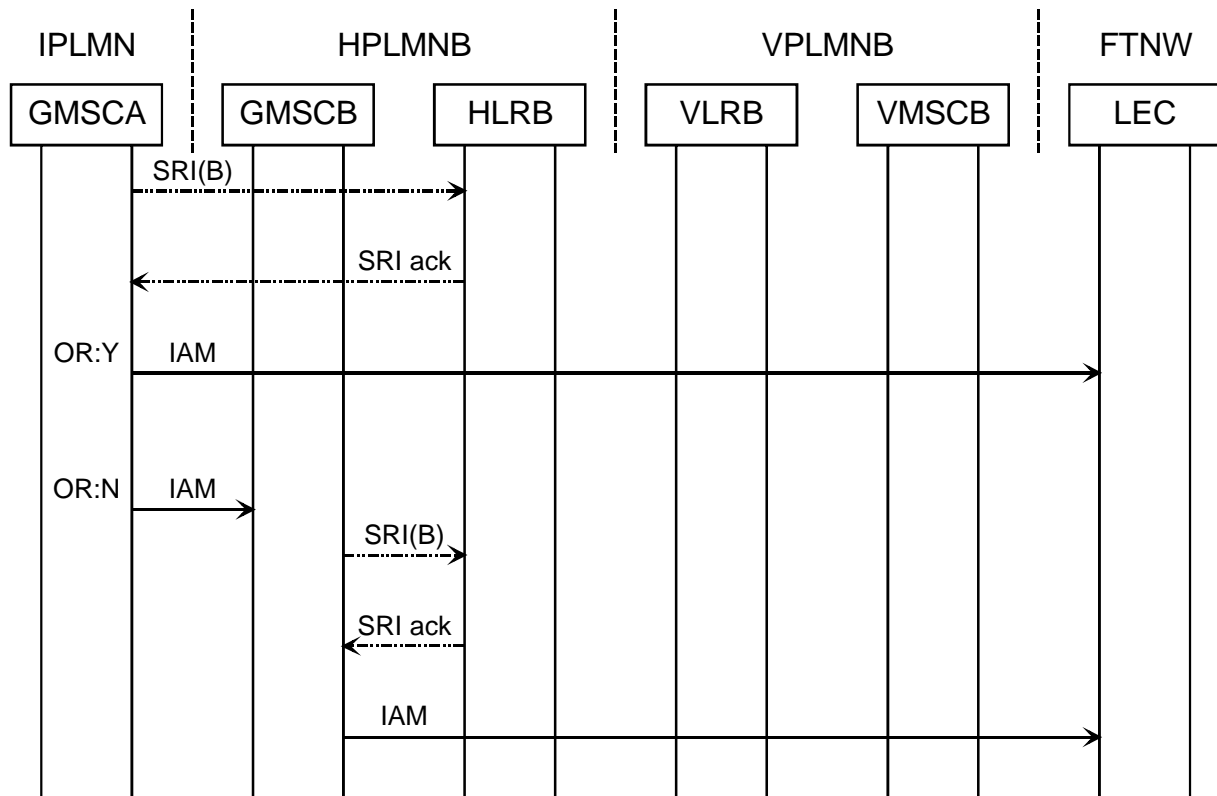 IPLMN HPLMNB VPLMNB FTNW
GMSCA GMSCB HLRB VLRB VMSCB LEC
SRI(B)
SRI ack
OR:Y IAM
OR:N IAM
SRI(B)
SRI ack
IAM